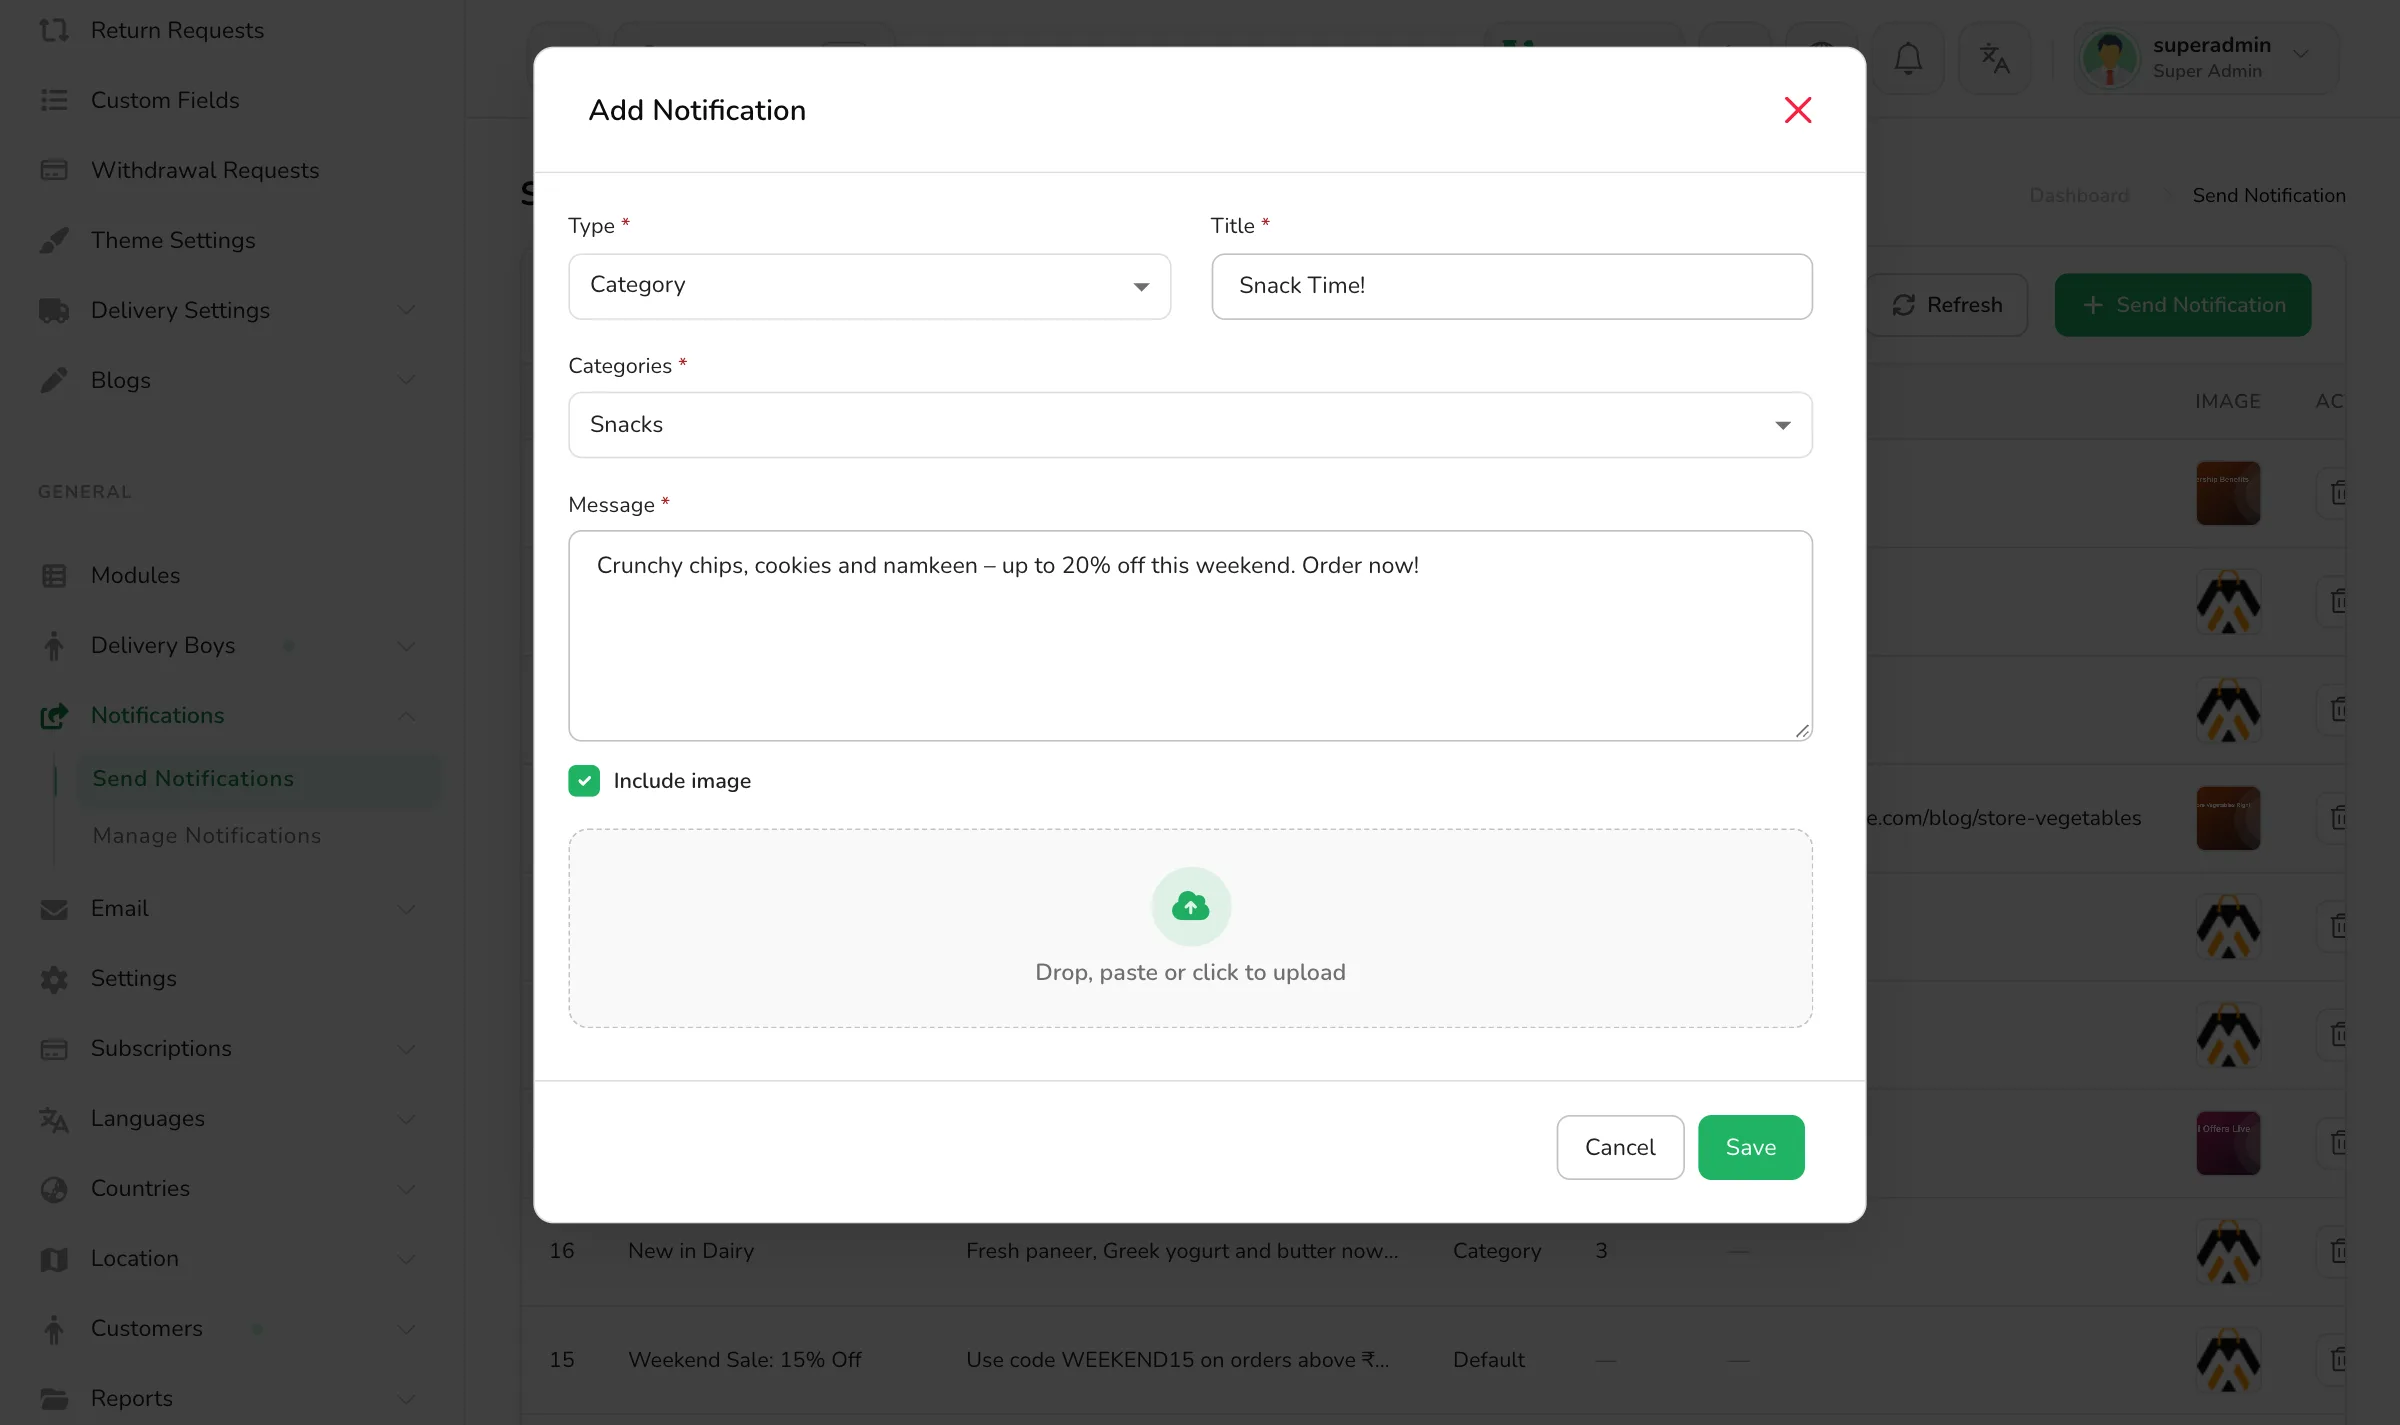 Return Requests
Custom Fields
Withdrawal Requests
Theme Settings
Delivery Settings
Blogs
GENERAL
Modules
Delivery Boys
Notifications
Send Notifications
Manage Notifications
Email
Settings
Subscriptions
Languages
Countries
Location
Customers
Reports
superadmin
Super Admin
Dashboard
Send Notification
Refresh
+ Send Notification
IMAGE
AC
Add Notification
Type *
Title *
Category
Snack Time!
Categories *
Snacks
Message *
Crunchy chips, cookies and namkeen – up to 20% off this weekend. Order now!
Include image
Drop, paste or click to upload
Cancel
Save
ership Benefits
e.com/blog/store-vegetables
l Offers Live
16 New in Dairy Fresh paneer, Greek yogurt and butter now... Category 3 —
15 Weekend Sale: 15% Off Use code WEEKEND15 on orders above ₹... Default — —